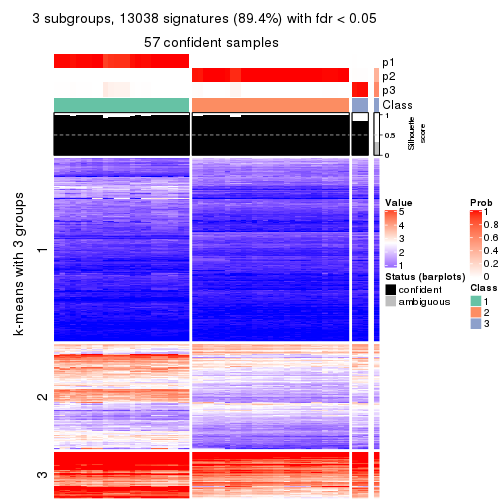 3 subgroups, 13038 signatures (89.4%) with fdr < 0.05
57 confident samples
p1
p2
p3
Class
1
0.5
0
Silhouette
score
k-means with 3 groups
1
2
3
Value
5
4
3
2
1
Status (barplots)
confident
ambiguous
Prob
1
0.8
0.6
0.4
0.2
0
Class
1
2
3